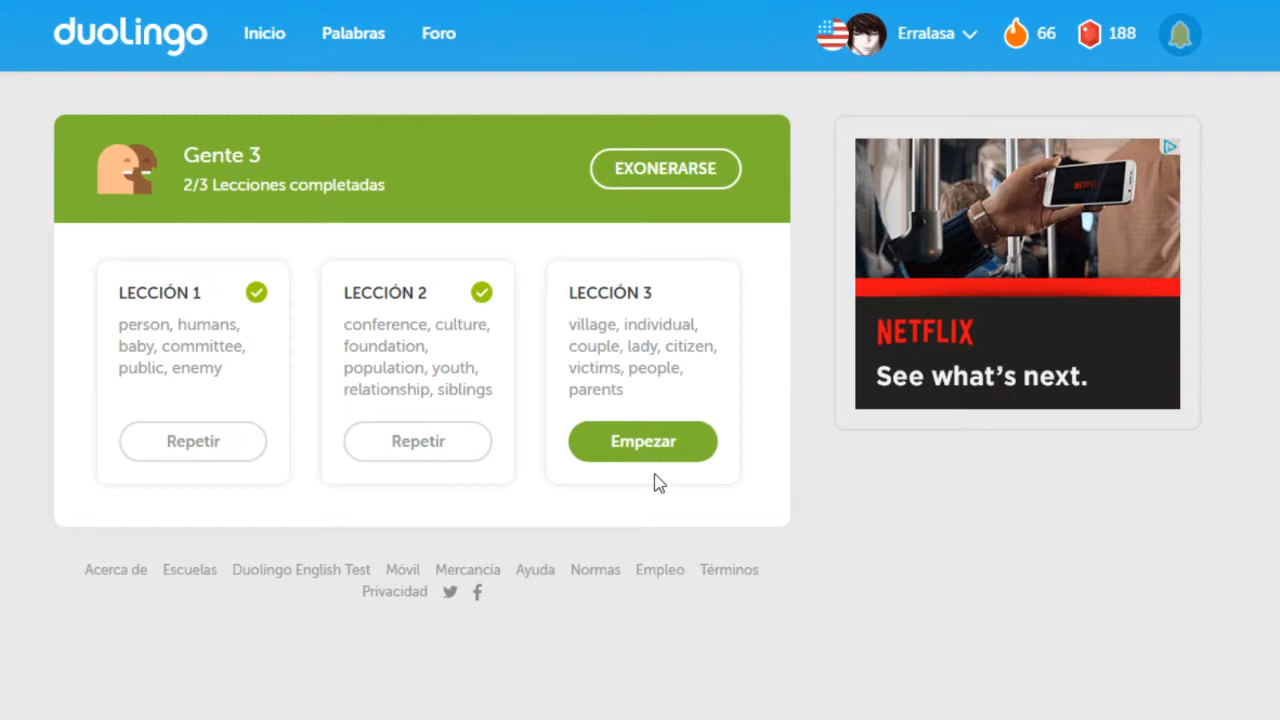 duolingo Inicio Palabras Foro Erralasa 66 188
Gente 3
2/3 Lecciones completadas
EXONERARSE
LECCIÓN 1
person, humans,
baby, committee,
public, enemy
Repetir
LECCIÓN 2
conference, culture,
foundation,
population, youth,
relationship, siblings
Repetir
LECCIÓN 3
village, individual,
couple, lady, citizen,
victims, people,
parents
Empezar
NETFLIX
NETFLIX
See what's next.
Acerca de Escuelas Duolingo English Test Móvil Mercancía Ayuda Normas Empleo Términos
Privacidad